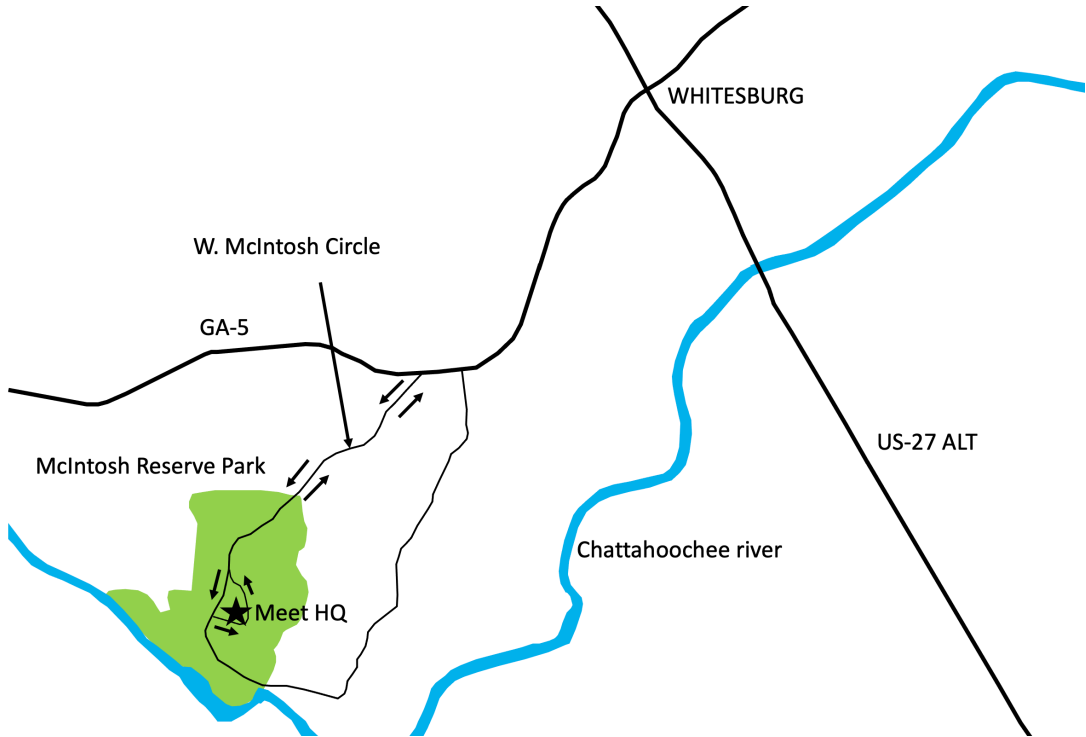 WHITESBURG
W. McIntosh Circle
GA-5
US-27 ALT
McIntosh Reserve Park
Chattahoochee river
Meet HQ